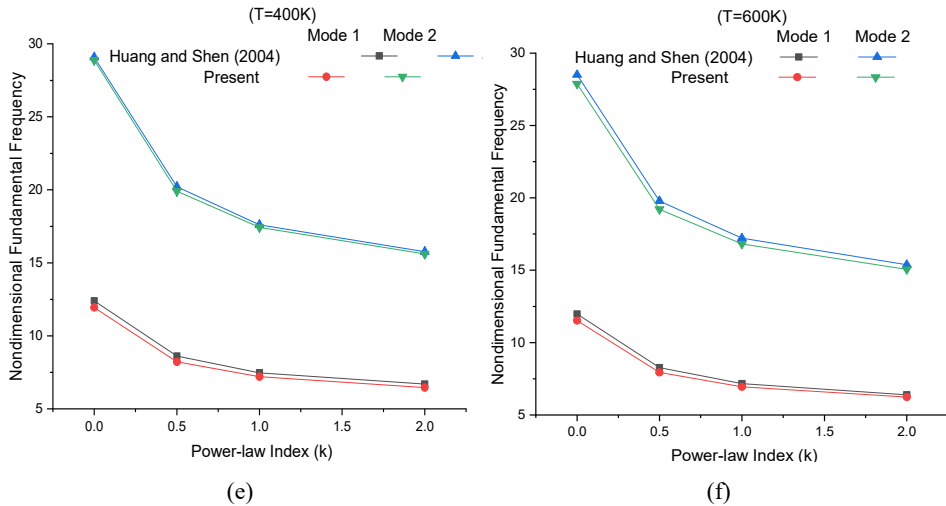 (T=400K)
Mode 1 Mode 2
Huang and Shen (2004)
Present
30
25
20
15
10
5
Nondimensional Fundamental Frequency
0.0 0.5 1.0 1.5 2.0
Power-law Index (k)
(e)
(T=600K)
Mode 1 Mode 2
Huang and Shen (2004)
Present
30
25
20
15
10
5
Nondimensional Fundamental Frequency
0.0 0.5 1.0 1.5 2.0
Power-law Index (k)
(f)